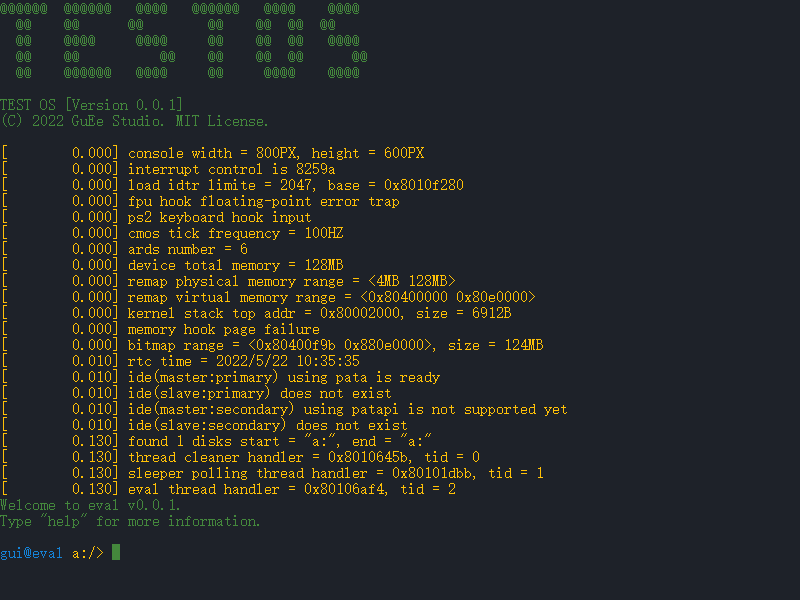 @@@@@@  @@@@@@   @@@@   @@@@@@   @@@@    @@@@
  @@    @@      @@        @@    @@  @@  @@
  @@    @@@@     @@@@     @@    @@  @@   @@@@
  @@    @@          @@    @@    @@  @@      @@
  @@    @@@@@@   @@@@     @@     @@@@    @@@@
TEST OS [Version 0.0.1]
(C) 2022 GuEe Studio. MIT License.
[        0.000] console width = 800PX, height = 600PX
[        0.000] interrupt control is 8259a
[        0.000] load idtr limite = 2047, base = 0x8010f280
[        0.000] fpu hook floating-point error trap
[        0.000] ps2 keyboard hook input
[        0.000] cmos tick frequency = 100HZ
[        0.000] ards number = 6
[        0.000] device total memory = 128MB
[        0.000] remap physical memory range = <4MB 128MB>
[        0.000] remap virtual memory range = <0x80400000 0x80e0000>
[        0.000] kernel stack top addr = 0x80002000, size = 6912B
[        0.000] memory hook page failure
[        0.000] bitmap range = <0x80400f9b 0x880e0000>, size = 124MB
[        0.010] rtc time = 2022/5/22 10:35:35
[        0.010] ide(master:primary) using pata is ready
[        0.010] ide(slave:primary) does not exist
[        0.010] ide(master:secondary) using patapi is not supported yet
[        0.010] ide(slave:secondary) does not exist
[        0.130] found 1 disks start = "a:", end = "a:"
[        0.130] thread cleaner handler = 0x8010645b, tid = 0
[        0.130] sleeper polling thread handler = 0x80101dbb, tid = 1
[        0.130] eval thread handler = 0x80106af4, tid = 2
Welcome to eval v0.0.1.
Type "help" for more information.
gui@eval a:/>